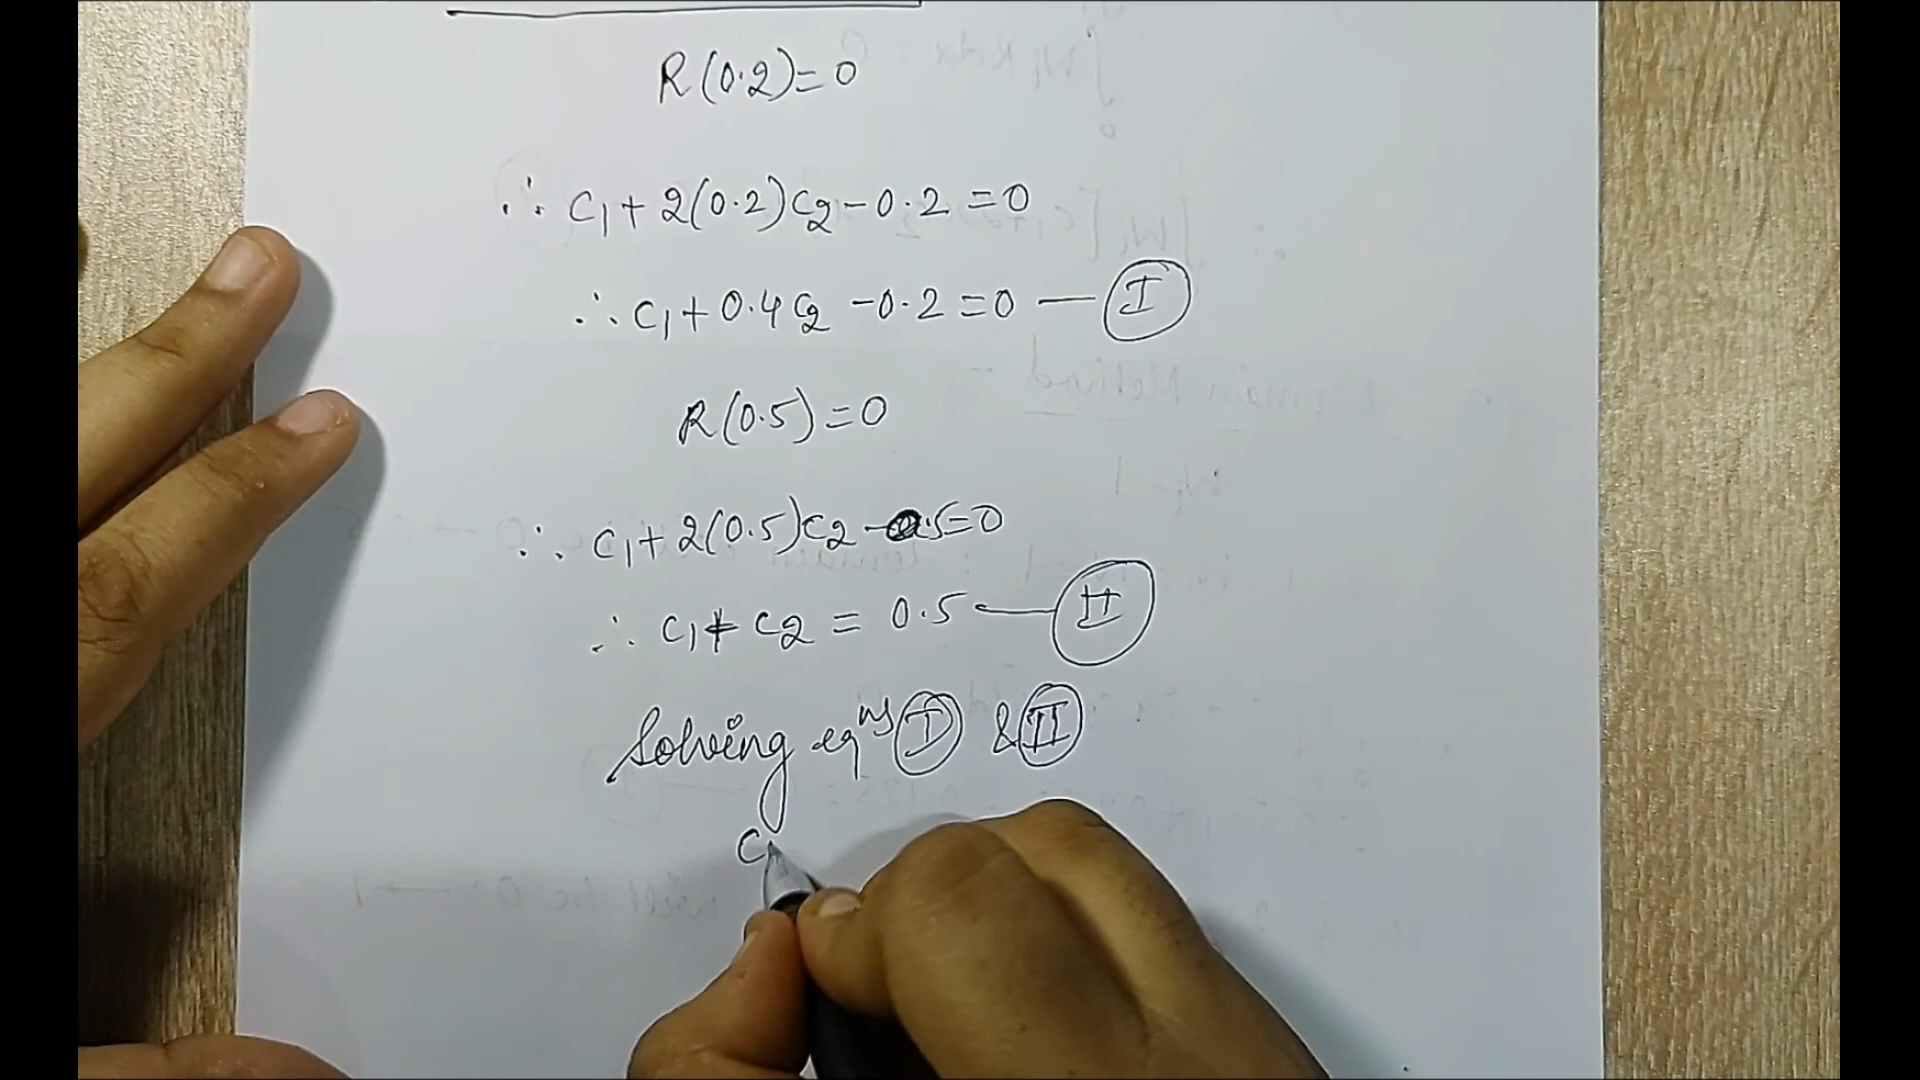 R(0.2)=0
∴ C₁+2(0.2)C₂-0.2=0
∴ C₁+0.4C₂-0.2=0 — I
R(0.5)=0
∴ C₁+2(0.5)C₂-0.5=0
∴ C₁+C₂=0.5 — II
Solving eqⁿˢ I & II
C